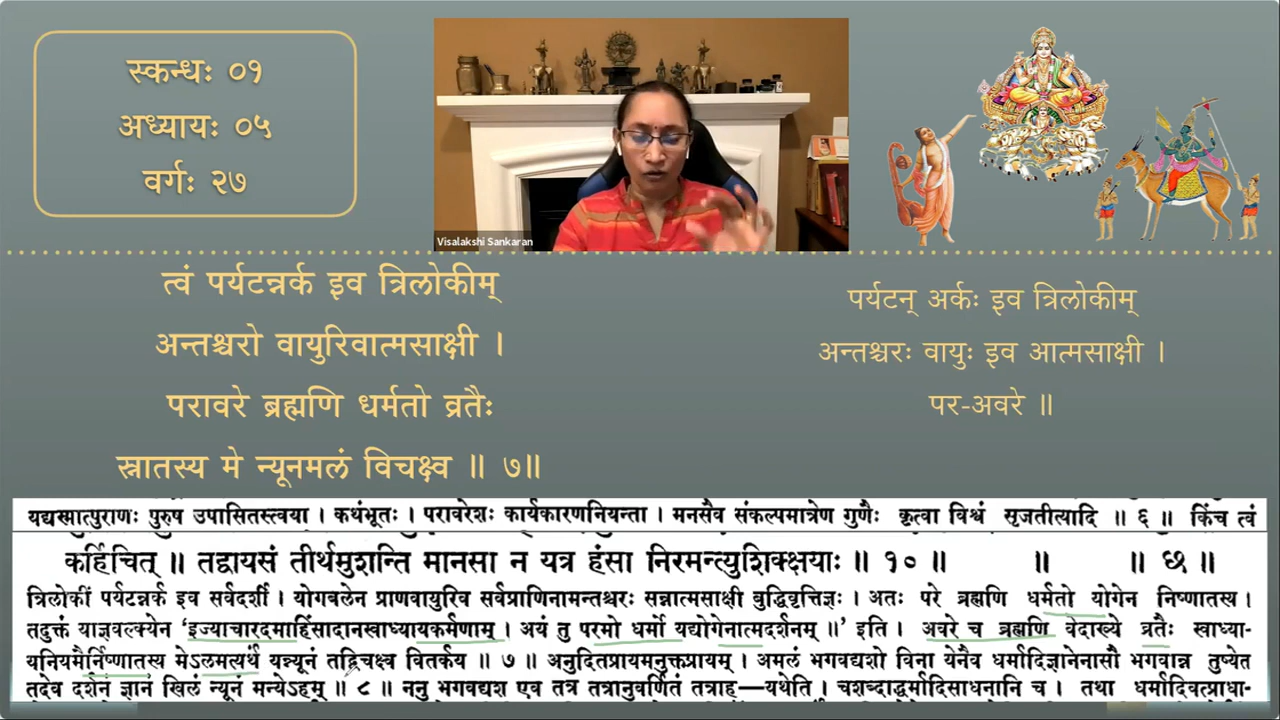 स्कन्धः ०१
अध्यायः ०५
वर्गः २७
Visalakshi Sankaran
त्वं पर्यटन्नर्क इव त्रिलोकीम्
अन्तश्चरो वायुरिवात्मसाक्षी ।
परावरे ब्रह्मणि धर्मतो व्रतैः
स्नातस्य मे न्यूनमलं विचक्ष्व ॥ ७॥
पर्यटन् अर्कः इव त्रिलोकीम्
अन्तश्चरः वायुः इव आत्मसाक्षी ।
पर-अवरे ॥
यद्यस्मात्पुराणः पुरुष उपासितस्त्वया । कथंभूतः । परावरेशः कार्यकारणनियन्ता । मनसैव संकल्पमात्रेण गुणैः कृत्वा विश्वं सृजतीत्यादि ॥ ६ ॥ किंच त्वं
कर्हिचित् ॥ तद्वायसं तीर्थमुशन्ति मानसा न यत्र हंसा निरमन्त्युशिक्क्षयाः ॥ १० ॥ ॥ ॥ छ ॥
त्रिलोकीं पर्यटन्नर्क इव सर्वदर्शी । योगबलेन प्राणवायुरिव सर्वप्राणिनामन्तश्चरः सन्नात्मसाक्षी बुद्धिवृत्तिज्ञः । अतः परे ब्रह्मणि धर्मतो योगेन निष्णातस्य ।
तदुक्तं याज्ञवल्क्येन ‘इज्याचारदमाहिंसादानस्वाध्यायकर्मणाम् । अयं तु परमो धर्मो यद्योगेनात्मदर्शनम् ॥’ इति । अवरे च ब्रह्मणि वेदाख्ये व्रतैः स्वाध्या-
यनियमैर्निष्णातस्य मेऽलमत्यर्थं यन्न्यूनं तद्विचक्ष्व वितर्कय ॥ ७ ॥ अनुदितप्रायमनुक्तप्रायम् । अमलं भगवद्यशो विना येनैव धर्मादिज्ञानेनासौ भगवान्न तुष्येत
तदेव दर्शनं ज्ञानं खिलं न्यूनं मन्येऽहम् ॥ ८ ॥ ननु भगवद्यश एव तत्र तत्रानुवर्णितं तत्राह—यथेति । चशब्दाद्धर्मादिसाधनानि च । तथा धर्मादिवत्प्राधा-